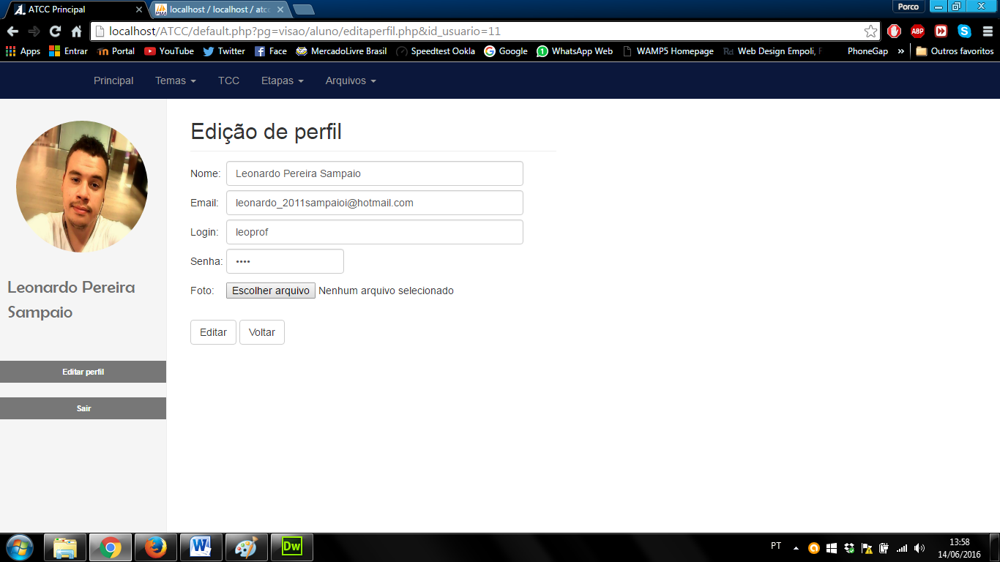 ATCC Principal
localhost / localhost / atcc
Porco
localhost/ATCC/default.php?pg=visao/aluno/editaperfil.php&id_usuario=11
ABP
Apps Entrar Portal YouTube Twitter Face MercadoLivre Brasil Speedtest Ookla Google WhatsApp Web WAMP5 Homepage Rd Web Design Empoli, F PhoneGap » Outros favoritos
Principal Temas TCC Etapas Arquivos
Edição de perfil
Nome: Leonardo Pereira Sampaio
Email: leonardo_2011sampaioi@hotmail.com
Login: leoprof
Senha: ••••
Foto: Escolher arquivo Nenhum arquivo selecionado
Leonardo Pereira
Sampaio
Editar Voltar
Editar perfil
Sair
Dw
PT
13:58
14/06/2016